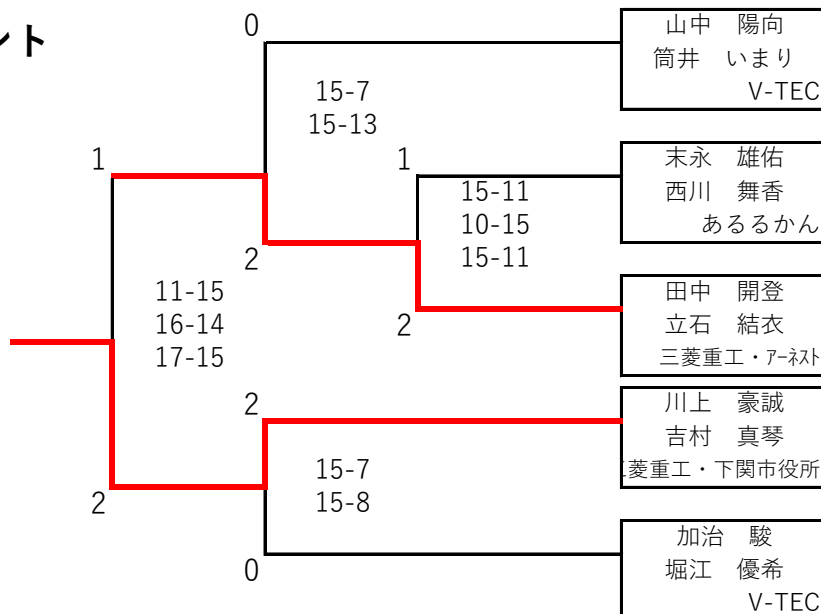 ント
0
山中　陽向
筒井　いまり
V-TEC
15-7
15-13
1
1
末永　雄佑
西川　舞香
あるるかん
15-11
10-15
15-11
2
11-15
16-14
17-15
田中　開登
立石　結衣
三菱重工・ｱｰﾈｽﾄ
2
2
川上　豪誠
吉村　真琴
菱重工・下関市役所
15-7
15-8
2
0
加治　駿
堀江　優希
V-TEC